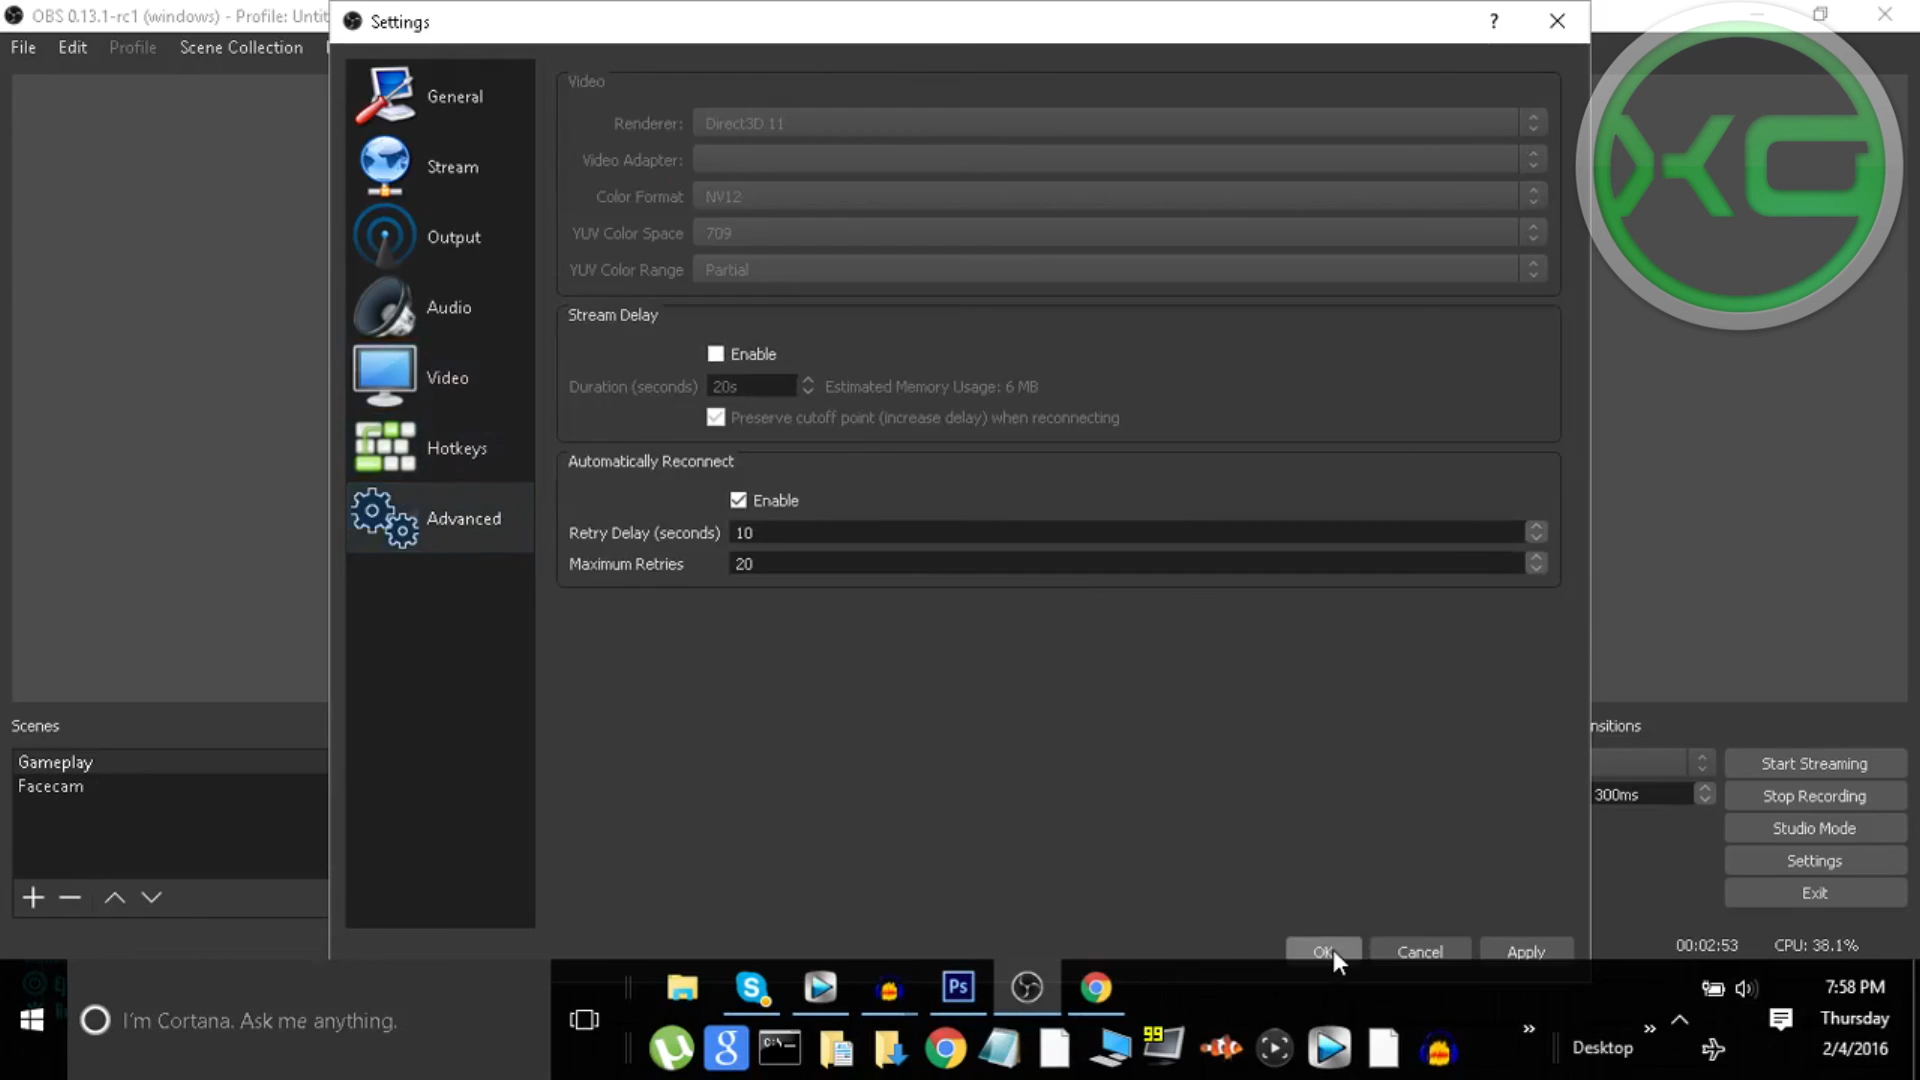 OBS 0.13.1-rc1 (windows) - Profile: Untit
Settings
?
File Edit Profile Scene Collection
General
Stream
Output
Audio
Video
Hotkeys
Advanced
Video
Renderer: Direct3D 11
Video Adapter:
Color Format NV12
YUV Color Space 709
YUV Color Range Partial
Stream Delay
Enable
Duration (seconds) 20s Estimated Memory Usage: 6 MB
Preserve cutoff point (increase delay) when reconnecting
Automatically Reconnect
Enable
Retry Delay (seconds) 10
Maximum Retries 20
OK Cancel Apply
XG
Scenes
Gameplay
Facecam
nsitions
300ms
Start Streaming
Stop Recording
Studio Mode
Settings
Exit
00:02:53 CPU: 38.1%
I'm Cortana. Ask me anything.
Ps
99
C:\
Desktop
7:58 PM
Thursday
2/4/2016